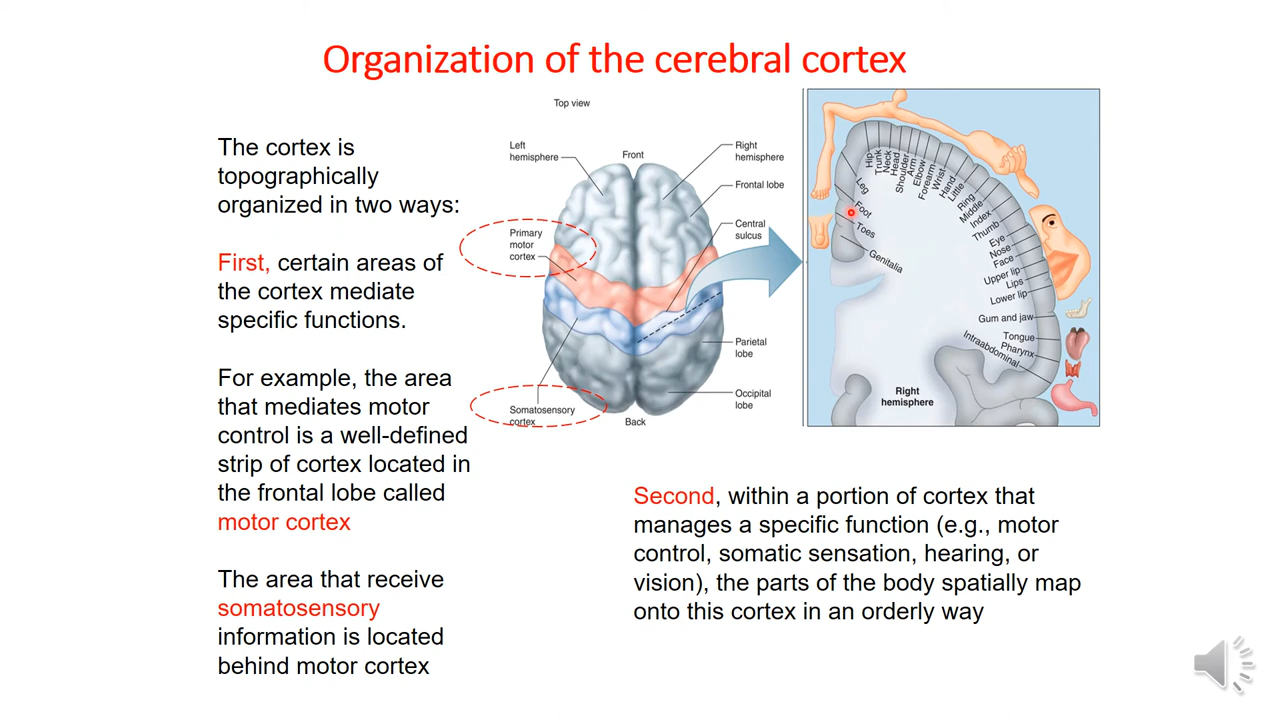 Organization of the cerebral cortex
The cortex is
topographically
organized in two ways:
First, certain areas of
the cortex mediate
specific functions.
For example, the area
that mediates motor
control is a well-defined
strip of cortex located in
the frontal lobe called
motor cortex
The area that receive
somatosensory
information is located
behind motor cortex
Top view
Left
hemisphere
Front
Right
hemisphere
Frontal lobe
Primary
motor
cortex
Central
sulcus
Parietal
lobe
Occipital
lobe
Somatosensory
cortex
Back
Hip
Trunk
Neck
Head
Shoulder
Arm
Elbow
Forearm
Wrist
Hand
Little
Ring
Middle
Index
Thumb
Eye
Nose
Face
Upper lip
Lips
Lower lip
Gum and jaw
Tongue
Pharynx
Intraabdominal
Leg
Foot
Toes
Genitalia
Right
hemisphere
Second, within a portion of cortex that
manages a specific function (e.g., motor
control, somatic sensation, hearing, or
vision), the parts of the body spatially map
onto this cortex in an orderly way